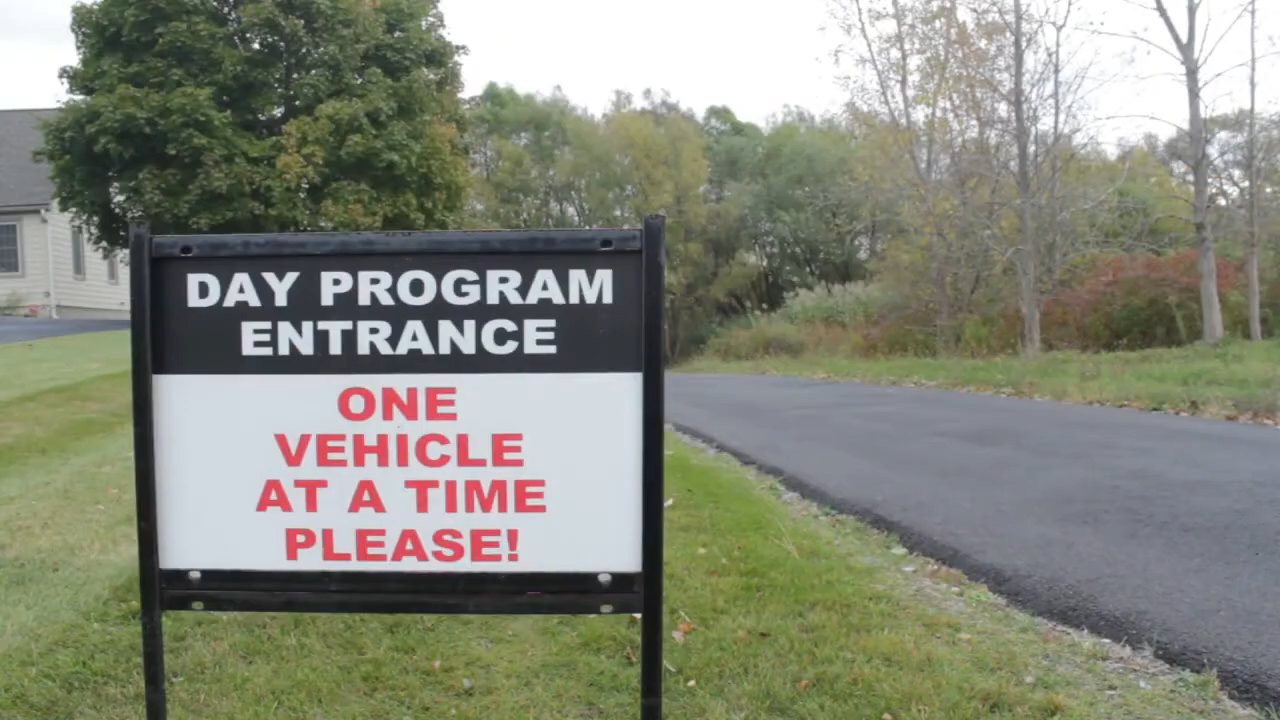 DAY PROGRAM
ENTRANCE
ONE
VEHICLE
AT A TIME
PLEASE!